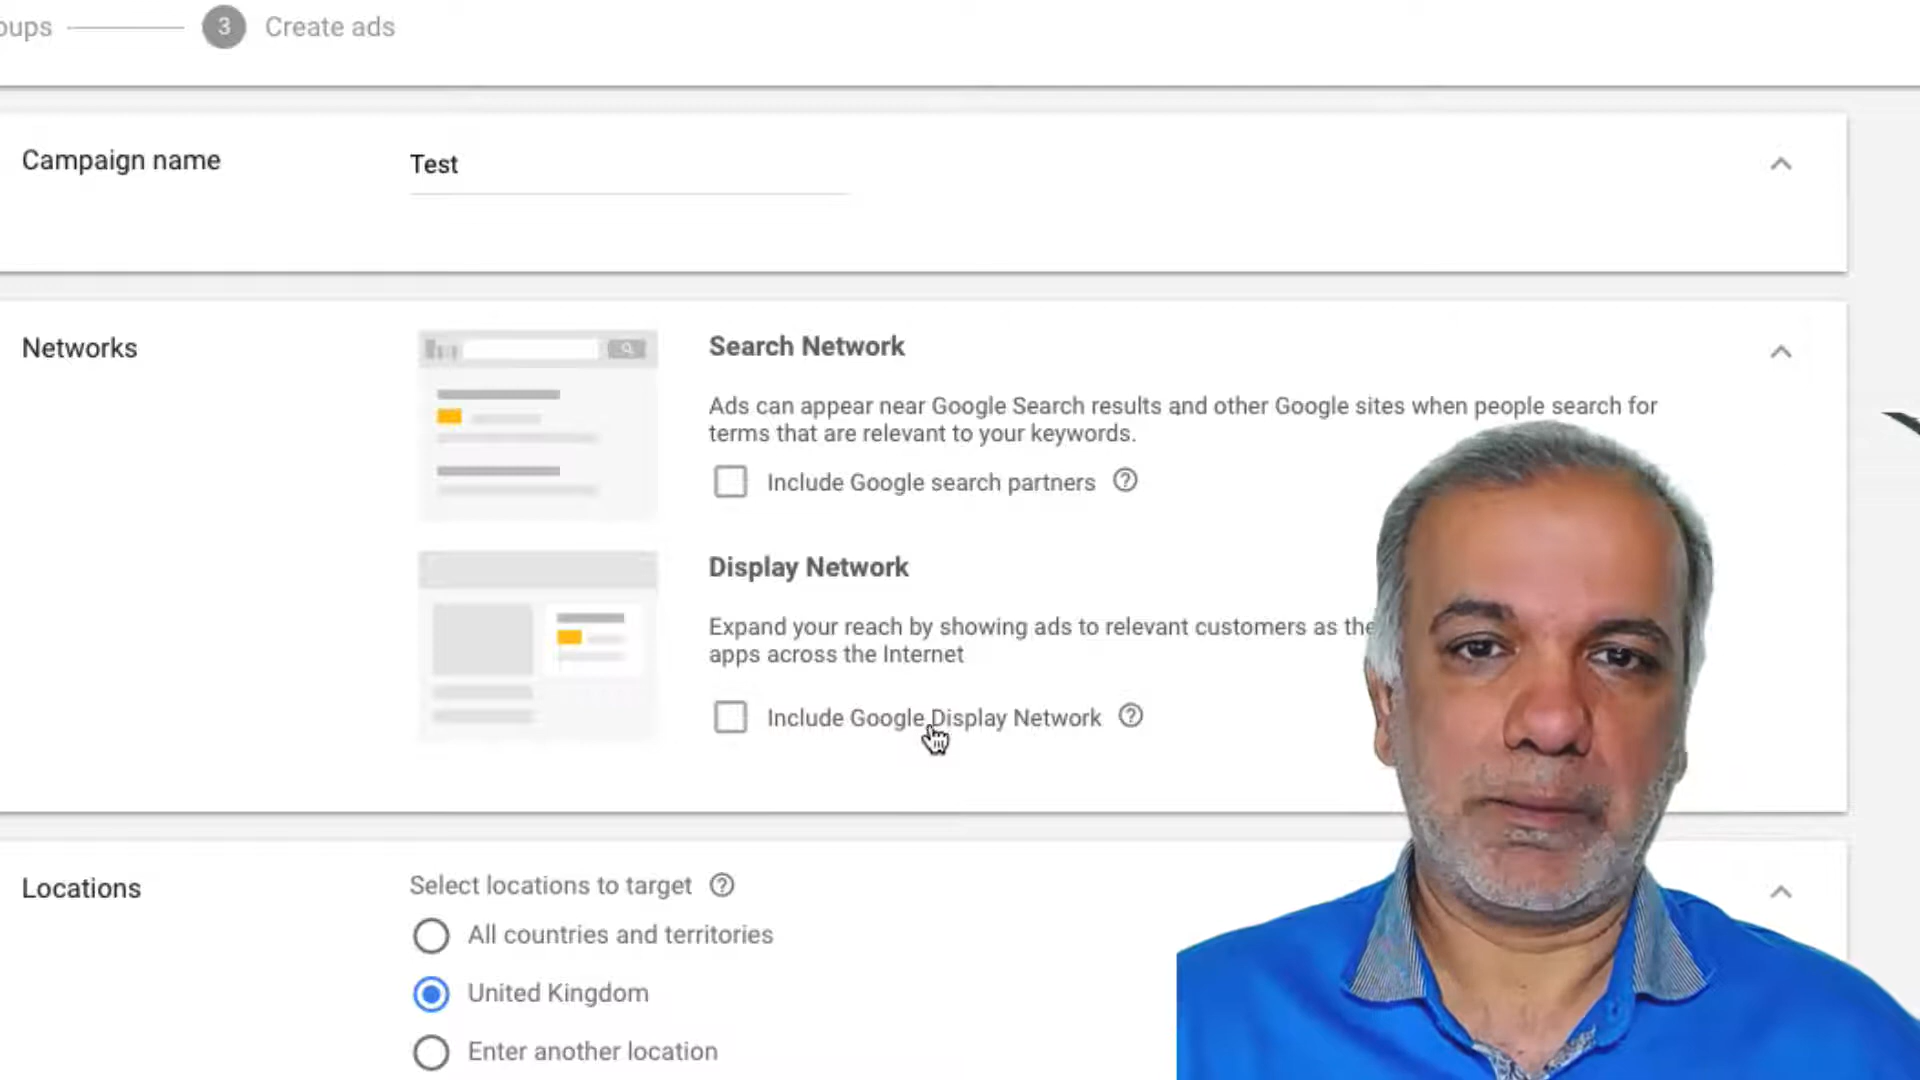 3 Create ads
Campaign name
Test
Networks
Search Network
Ads can appear near Google Search results and other Google sites when people search for
terms that are relevant to your keywords.
Include Google search partners
Display Network
Expand your reach by showing ads to relevant customers as
apps across the Internet
Include Google Display Network
Locations
Select locations to target
All countries and territories
United Kingdom
Enter another location